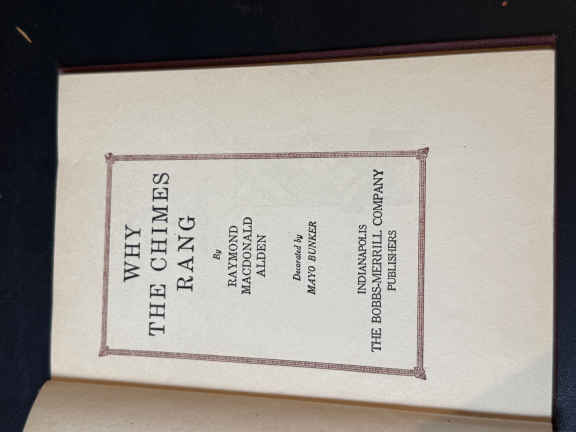 WHY
THE CHIMES
RANG
By
RAYMOND
MACDONALD
ALDEN
Decorated by
MAYO BUNKER
INDIANAPOLIS
THE BOBBS-MERRILL COMPANY
PUBLISHERS